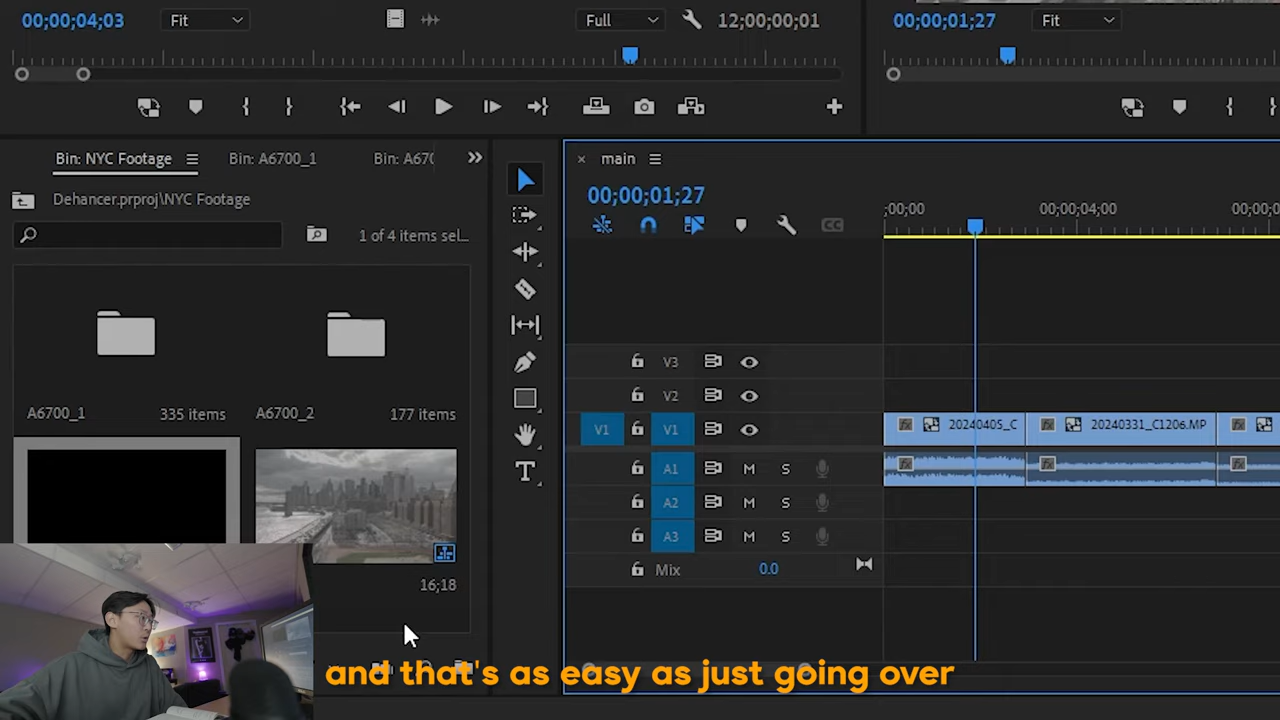 00;00;04;03 Fit Full 12;00;00;01 00;00;01;27 Fit
Bin: NYC Footage Bin: A6700_1 Bin: A67 main
Dehancer.prproj\NYC Footage 00;00;01;27
;00;00 00;00;04;00 00;00;0
1 of 4 items sel... CC
V3
V2
A6700_1 335 items A6700_2 177 items
V1 V1 20240405_C 20240331_C1206.MP
A1 M S
A2 M S
A3 M S
Mix 0.0
16;18
T
and that's as easy as just going over